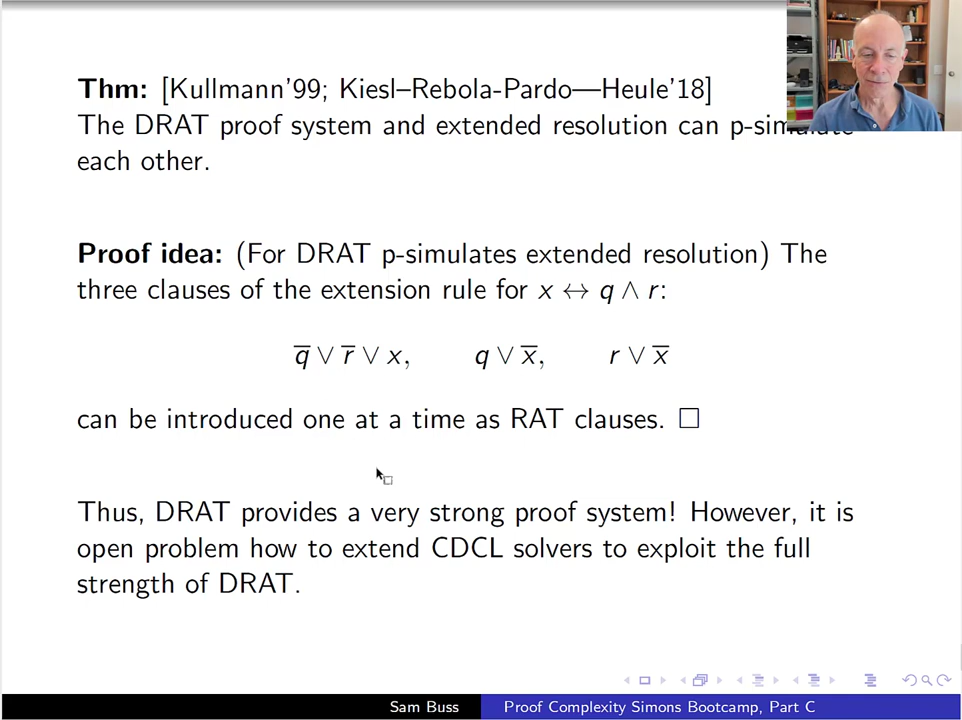 Thm: [Kullmann'99; Kiesl–Rebola-Pardo—Heule'18]
The DRAT proof system and extended resolution can p-simulate
each other.
Proof idea: (For DRAT p-simulates extended resolution) The
three clauses of the extension rule for x ↔ q ∧ r:
q̅ ∨ r̅ ∨ x, q ∨ x̅, r ∨ x̅
can be introduced one at a time as RAT clauses. □
Thus, DRAT provides a very strong proof system! However, it is
open problem how to extend CDCL solvers to exploit the full
strength of DRAT.
Sam Buss Proof Complexity Simons Bootcamp, Part C